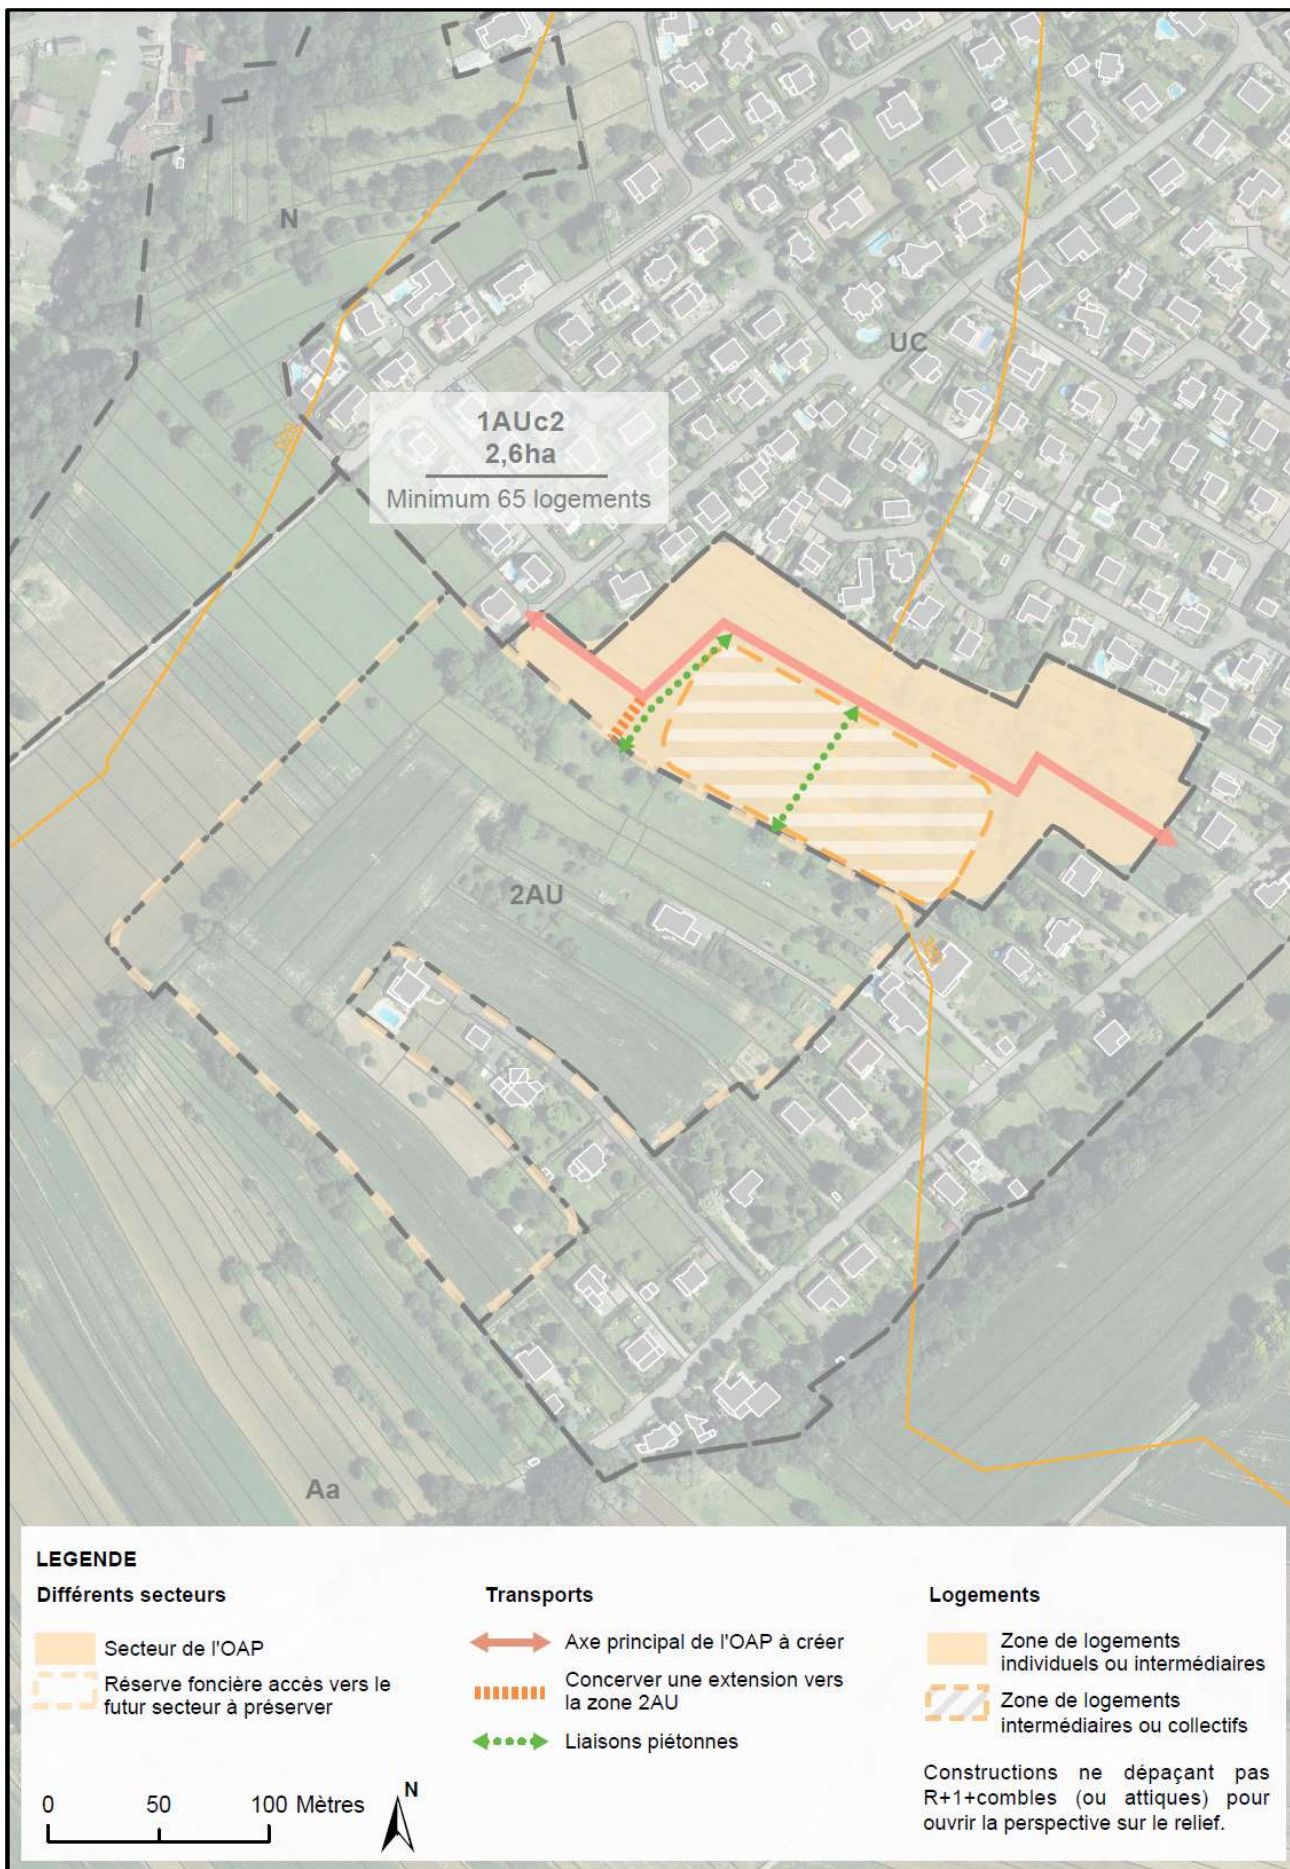 N
UC
1AUc2
2,6ha
Minimum 65 logements
2AU
Aa
LEGENDE
Différents secteurs
Secteur de l'OAP
Réserve foncière accès vers le
futur secteur à préserver
0 50 100 Mètres
N
Transports
Axe principal de l'OAP à créer
Concerver une extension vers
la zone 2AU
Liaisons piétonnes
Logements
Zone de logements
individuels ou intermédiaires
Zone de logements
intermédiaires ou collectifs
Constructions ne dépaçant pas
R+1+combles (ou attiques) pour
ouvrir la perspective sur le relief.